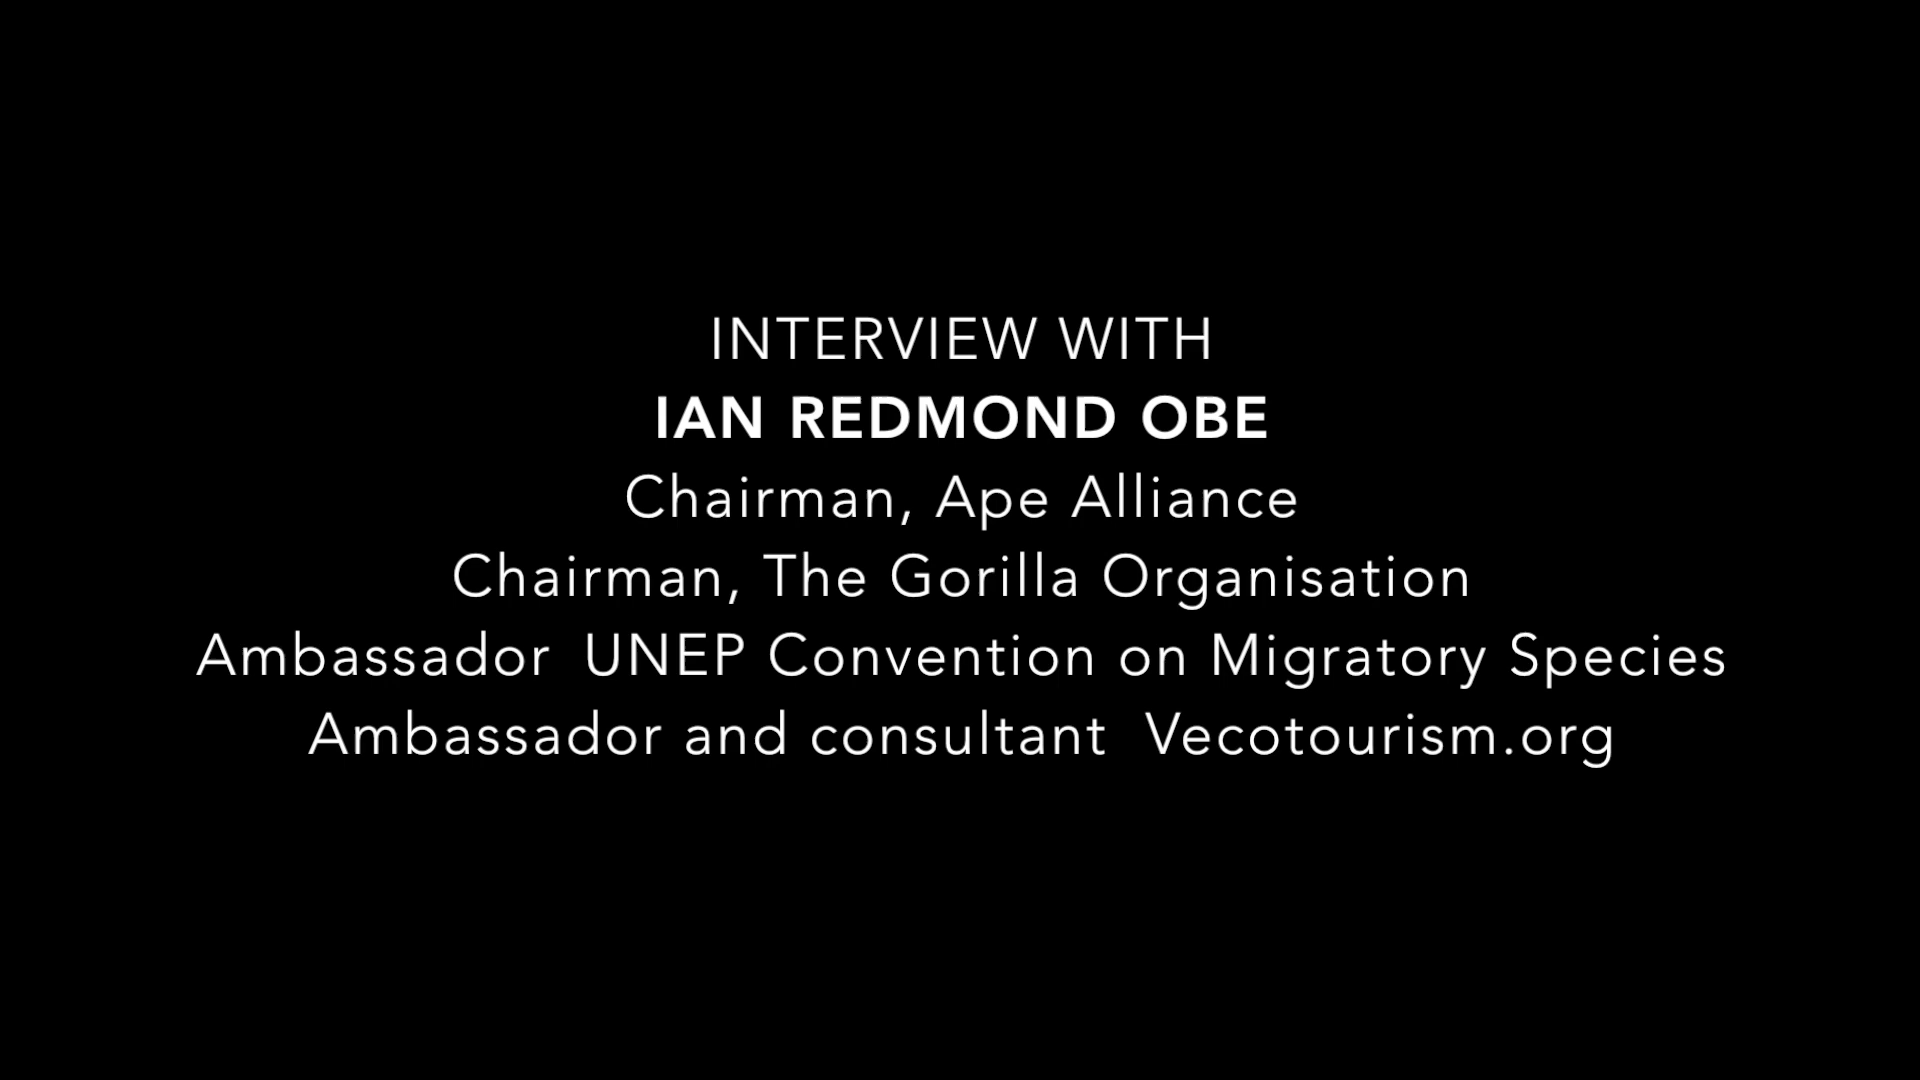 INTERVIEW WITH
IAN REDMOND OBE
Chairman, Ape Alliance
Chairman, The Gorilla Organisation
Ambassador UNEP Convention on Migratory Species
Ambassador and consultant Vecotourism.org